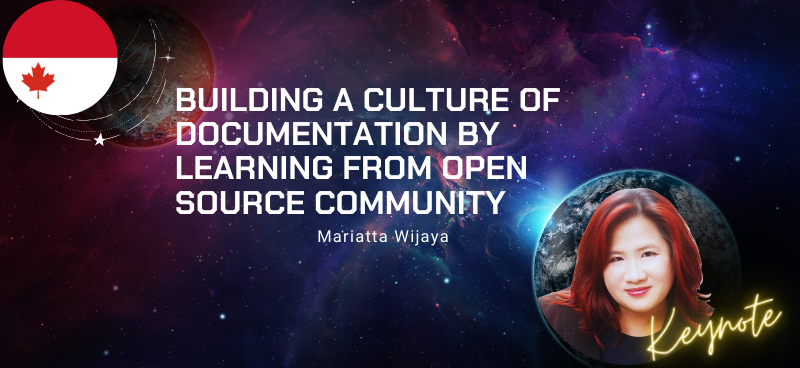 BUILDING A CULTURE OF
DOCUMENTATION BY
LEARNING FROM OPEN
SOURCE COMMUNITY
Mariatta Wijaya
Keynote